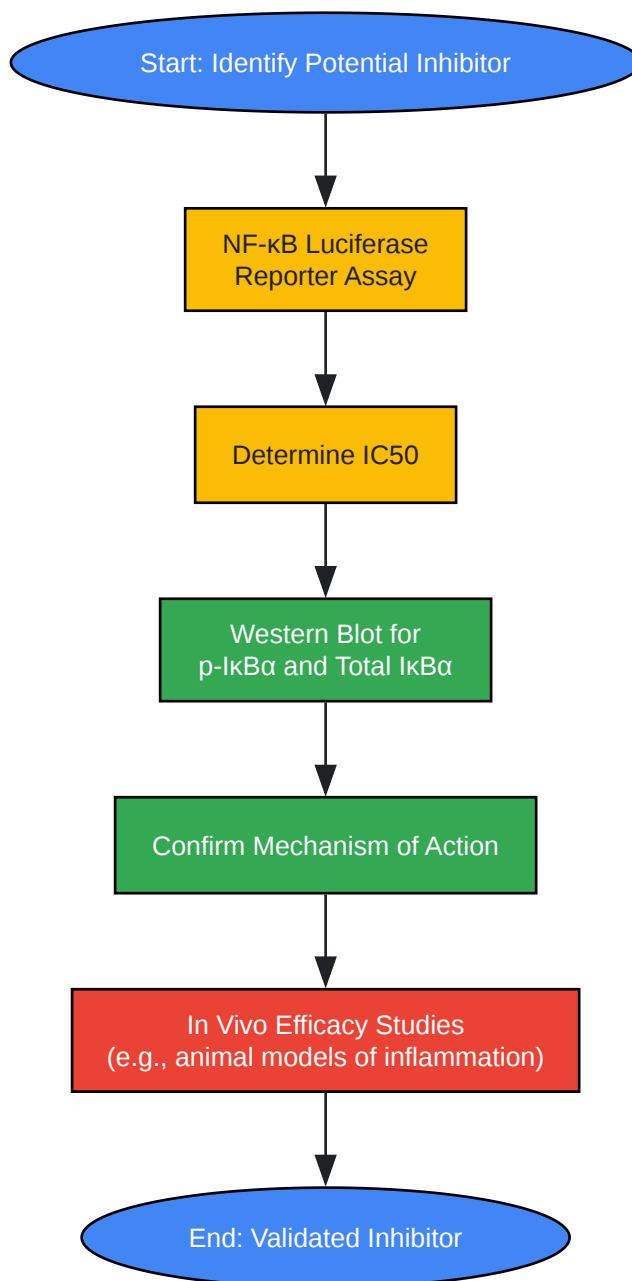 Start: Identify Potential Inhibitor
NF-κB Luciferase
Reporter Assay
Determine IC50
Western Blot for
p-IκBα and Total IκBα
Confirm Mechanism of Action
In Vivo Efficacy Studies
(e.g., animal models of inflammation)
End: Validated Inhibitor